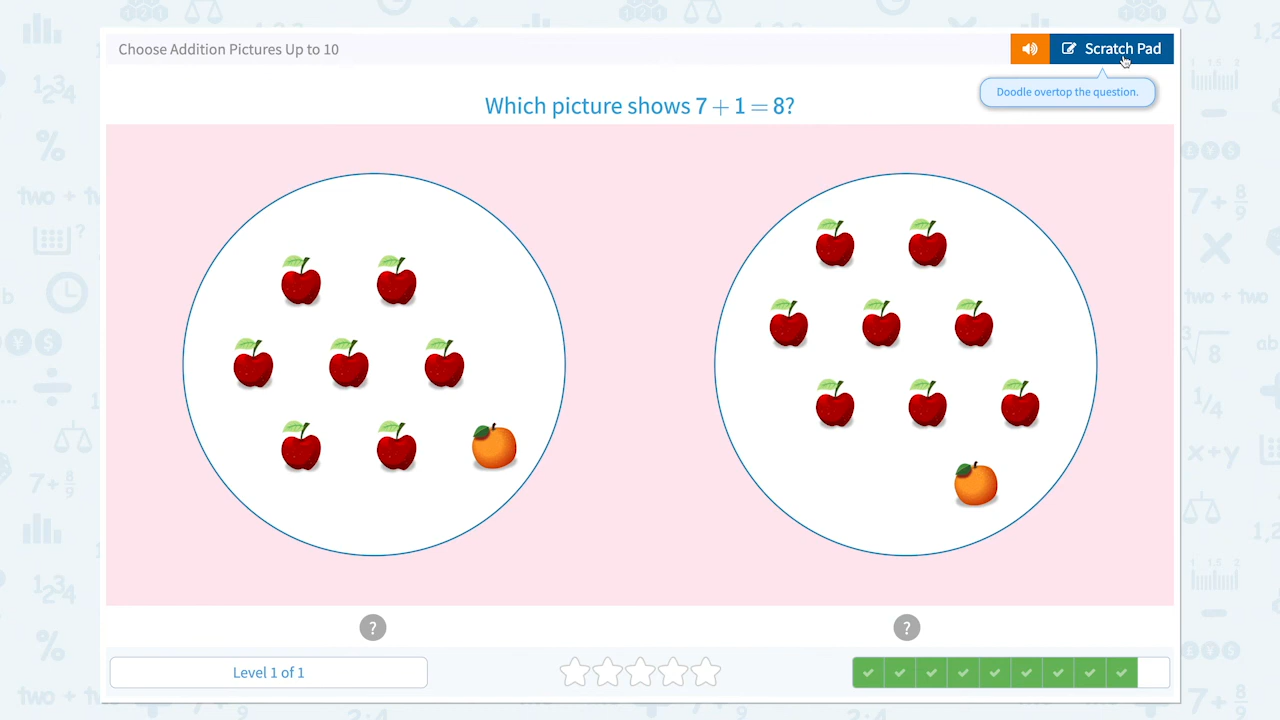 Choose Addition Pictures Up to 10
Scratch Pad
Doodle overtop the question.
Which picture shows 7 + 1 = 8?
?
?
Level 1 of 1